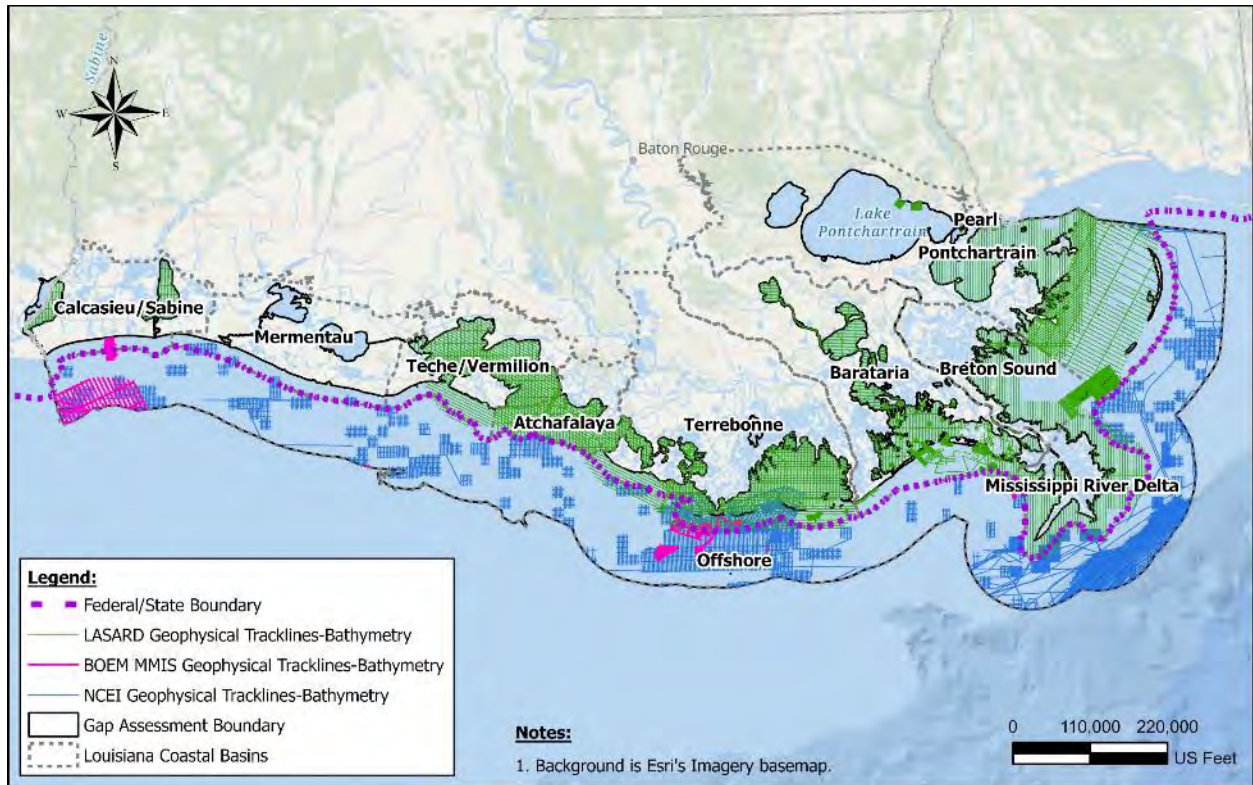 Sabine
N
W
E
S
Baton Rouge
Lake
Pontchartrain
Pearl
Pontchartrain
Calcasieu/Sabine
Mermentau
Teche/Vermilion
Barataria
Breton Sound
Atchafalaya
Terrebonne
Mississippi River Delta
Offshore
Legend:
Federal/State Boundary
LASARD Geophysical Tracklines-Bathymetry
BOEM MMIS Geophysical Tracklines-Bathymetry
NCEI Geophysical Tracklines-Bathymetry
Gap Assessment Boundary
Louisiana Coastal Basins
Notes:
1. Background is Esri's Imagery basemap.
0 110,000 220,000
US Feet